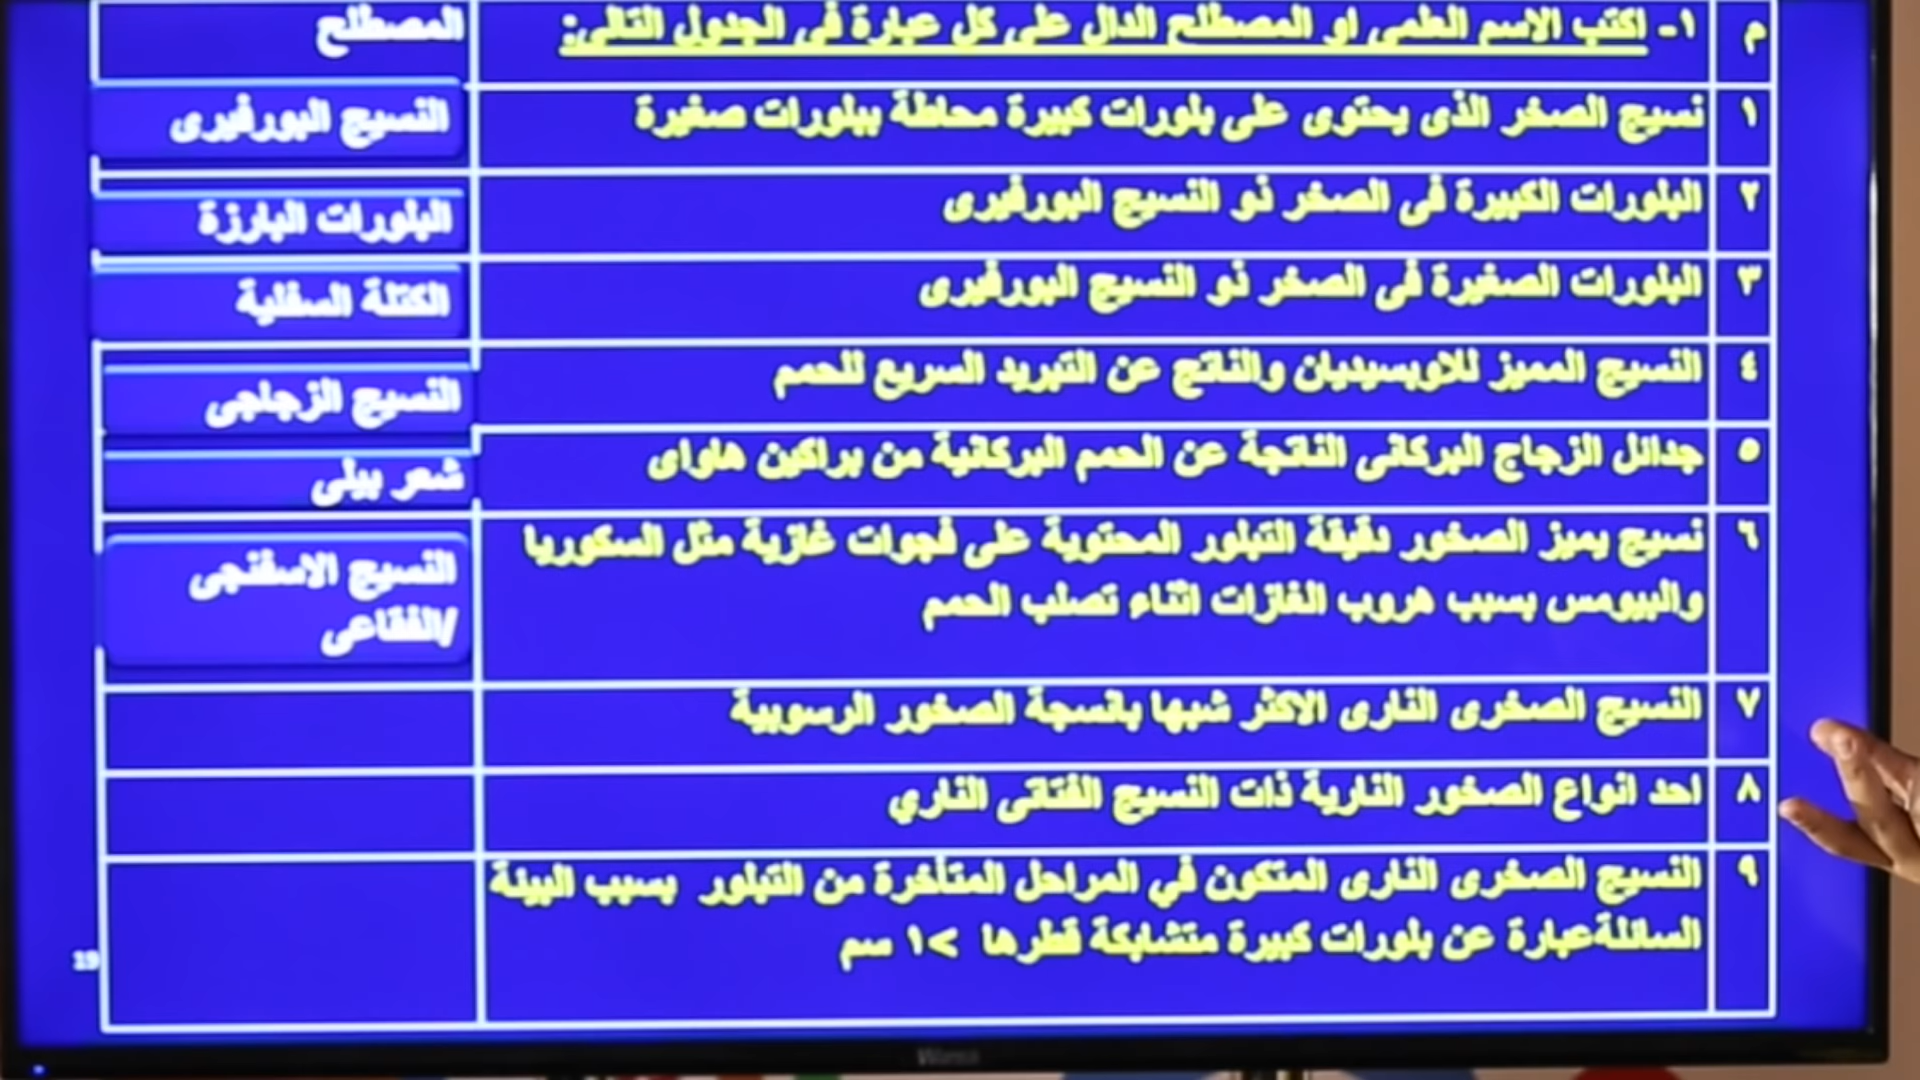 م
١- اكتب الاسم العلمى او المصطلح الدال على كل عبارة فى الجدول التالى:
المصطلح
١
نسيج الصخر الذى يحتوى على بلورات كبيرة محاطة ببلورات صغيرة
النسيج البورفيرى
٢
البلورات الكبيرة فى الصخر ذو النسيج البورفيرى
البلورات البارزة
٣
البلورات الصغيرة فى الصخر ذو النسيج البورفيرى
الكتلة السفلية
٤
النسيج المميز للاوبسيديان والناتج عن التبريد السريع للحمم
النسيج الزجاجى
٥
جدائل الزجاج البركانى الناتجة عن الحمم البركانية من براكين هاواى
شعر بيلى
٦
نسيج يميز الصخور دقيقة التبلور المحتوية على فجوات غازية مثل السكوريا
والبيومس بسبب هروب الغازات اثناء تصلب الحمم
النسيج الاسفنجى
/الفقاعى
٧
النسيج الصخرى النارى الاكثر شبها بانسجة الصخور الرسوبية
٨
احد انواع الصخور النارية ذات النسيج الفتاتى الناري
٩
النسيج الصخرى النارى المتكون في المراحل المتأخرة من التبلور بسبب البيئة
السائلةعبارة عن بلورات كبيرة متشابكة قطرها >١ سم
19